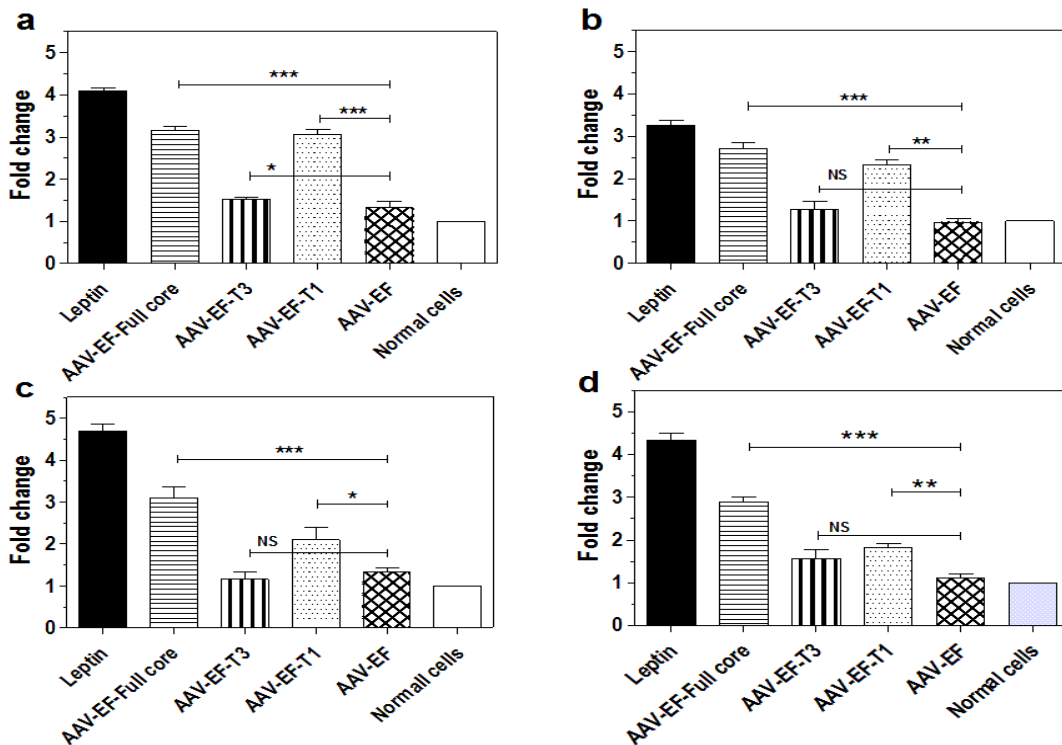 a
Fold change
5
4
3
2
1
0
***
***
*
Leptin
AAV-EF-Full core
AAV-EF-T3
AAV-EF-T1
AAV-EF
Normal cells
b
Fold change
5
4
3
2
1
0
***
**
NS
Leptin
AAV-EF-Full core
AAV-EF-T3
AAV-EF-T1
AAV-EF
Normal cells
c
Fold change
5
4
3
2
1
0
***
*
NS
Leptin
AAV-EF-Full core
AAV-EF-T3
AAV-EF-T1
AAV-EF
Normall cells
d
Fold change
5
4
3
2
1
0
***
**
NS
Leptin
AAV-EF-Full core
AAV-EF-T3
AAV-EF-T1
AAV-EF
Normal cells